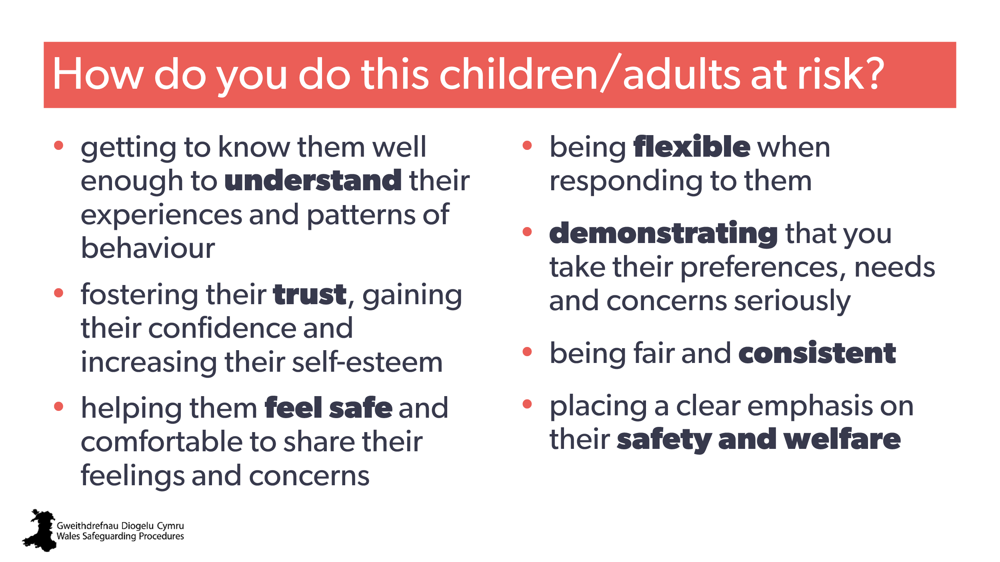 How do you do this children/adults at risk?
• getting to know them well
enough to understand their
experiences and patterns of
behaviour
• fostering their trust, gaining
their confidence and
increasing their self-esteem
• helping them feel safe and
comfortable to share their
feelings and concerns
• being flexible when
responding to them
• demonstrating that you
take their preferences, needs
and concerns seriously
• being fair and consistent
• placing a clear emphasis on
their safety and welfare
Gweithdrefnau Diogelu Cymru
Wales Safeguarding Procedures